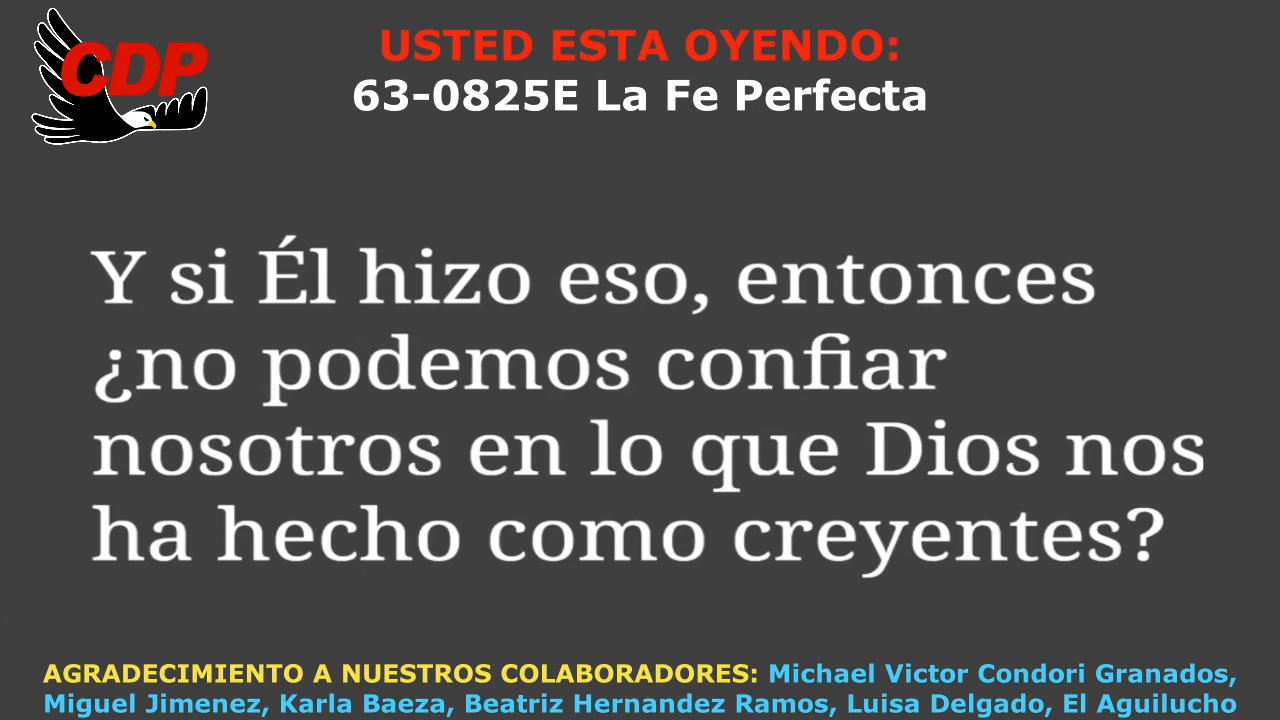 CDP
USTED ESTA OYENDO:
63-0825E La Fe Perfecta
Y si Él hizo eso, entonces
¿no podemos confiar
nosotros en lo que Dios nos
ha hecho como creyentes?
AGRADECIMIENTO A NUESTROS COLABORADORES: Michael Victor Condori Granados,
Miguel Jimenez, Karla Baeza, Beatriz Hernandez Ramos, Luisa Delgado, El Aguilucho